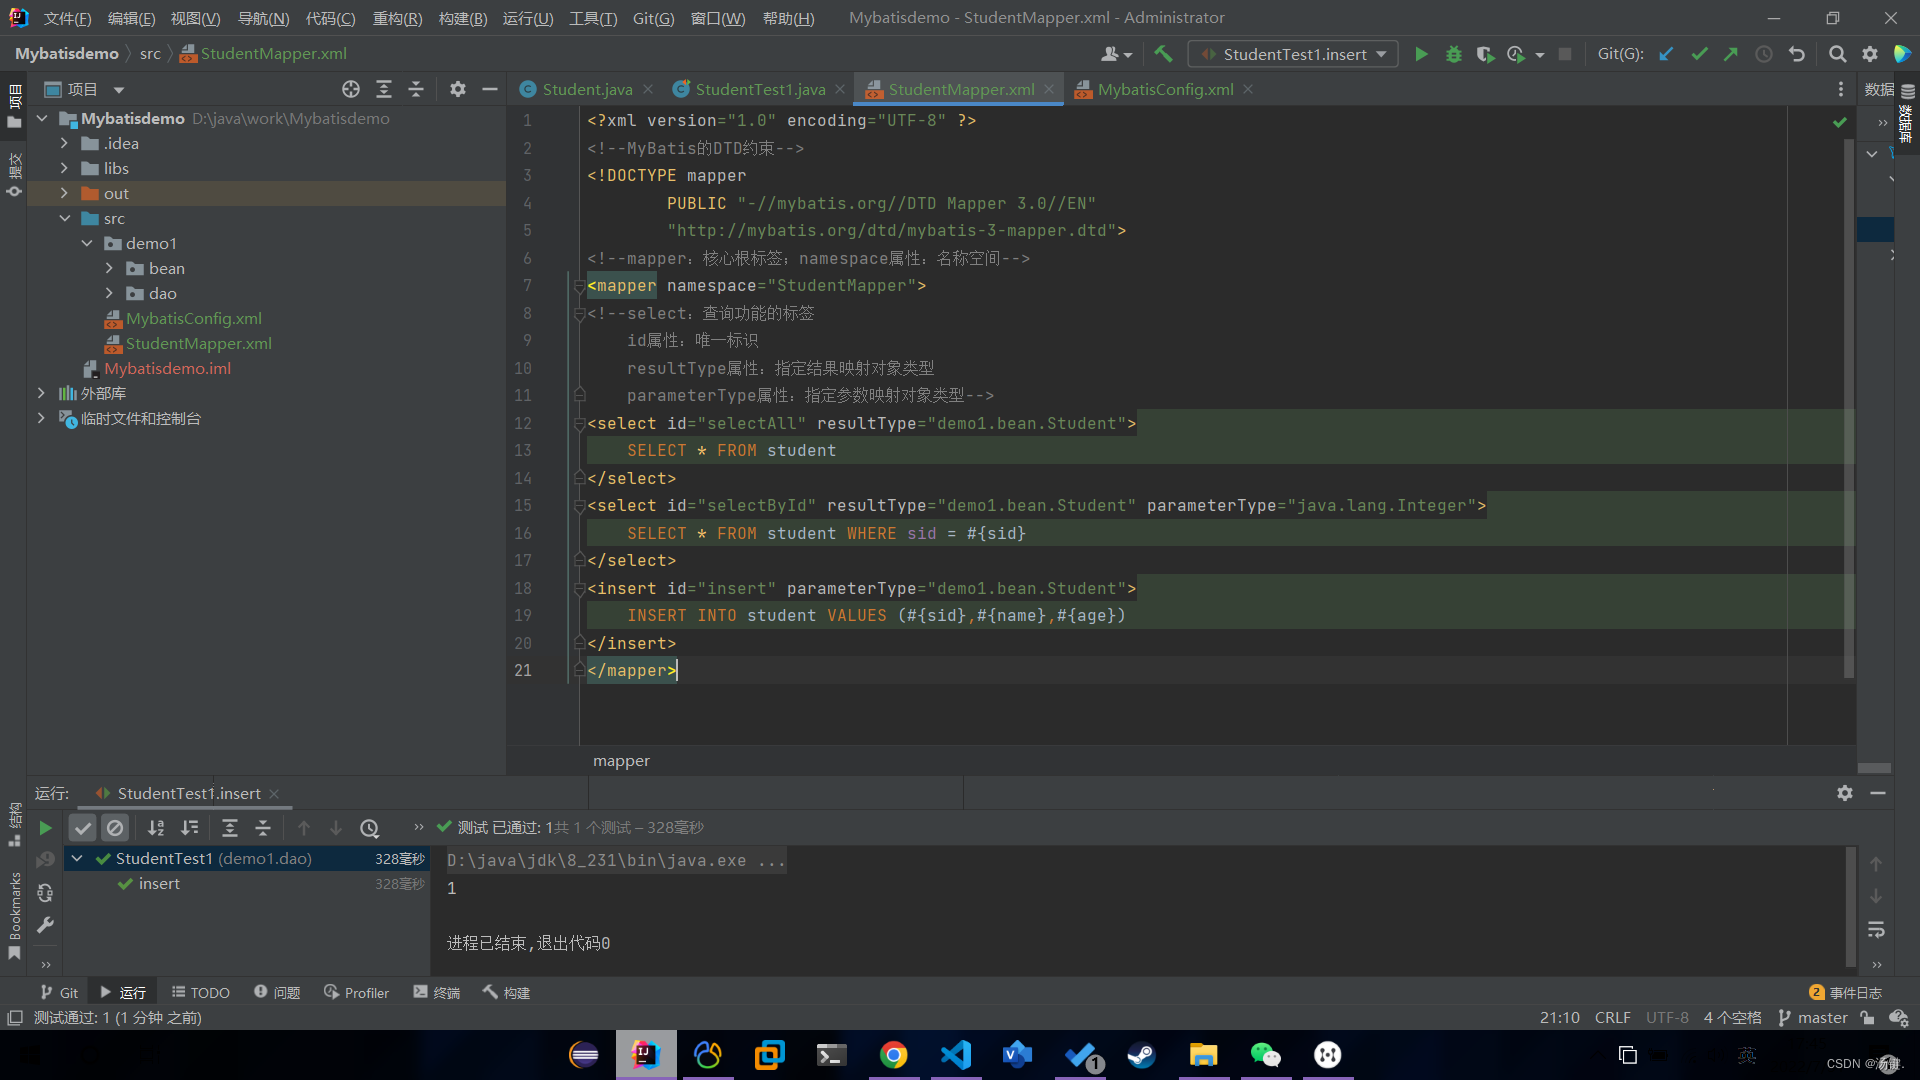 文件(F) 编辑(E) 视图(V) 导航(N) 代码(C) 重构(R) 构建(B) 运行(U) 工具(T) Git(G) 窗口(W) 帮助(H) Mybatisdemo - StudentMapper.xml - Administrator
Mybatisdemo src StudentMapper.xml StudentTest1.insert Git(G):
项目
Student.java StudentTest1.java StudentMapper.xml MybatisConfig.xml 数据
项目
提交
数据库
Mybatisdemo D:\java\work\Mybatisdemo
.idea
libs
out
src
demo1
bean
dao
MybatisConfig.xml
StudentMapper.xml
Mybatisdemo.iml
外部库
临时文件和控制台
1 <?xml version="1.0" encoding="UTF-8" ?>
2 <!--MyBatis的DTD约束-->
3 <!DOCTYPE mapper
4 PUBLIC "-//mybatis.org//DTD Mapper 3.0//EN"
5 "http://mybatis.org/dtd/mybatis-3-mapper.dtd">
6 <!--mapper：核心根标签；namespace属性：名称空间-->
7 <mapper namespace="StudentMapper">
8 <!--select：查询功能的标签
9 id属性：唯一标识
10 resultType属性：指定结果映射对象类型
11 parameterType属性：指定参数映射对象类型-->
12 <select id="selectAll" resultType="demo1.bean.Student">
13 SELECT * FROM student
14 </select>
15 <select id="selectById" resultType="demo1.bean.Student" parameterType="java.lang.Integer">
16 SELECT * FROM student WHERE sid = #{sid}
17 </select>
18 <insert id="insert" parameterType="demo1.bean.Student">
19 INSERT INTO student VALUES (#{sid},#{name},#{age})
20 </insert>
21 </mapper>
mapper
运行: StudentTest1.insert
结构
Bookmarks
测试 已通过: 1共 1 个测试 – 328毫秒
StudentTest1 (demo1.dao) 328毫秒
insert 328毫秒
D:\java\jdk\8_231\bin\java.exe ...
1
进程已结束,退出代码0
Git 运行 TODO 问题 Profiler 终端 构建 2 事件日志
测试通过: 1 (1 分钟 之前) 21:10 CRLF UTF-8 4 个空格 master
1
英
CSDN @汤键.